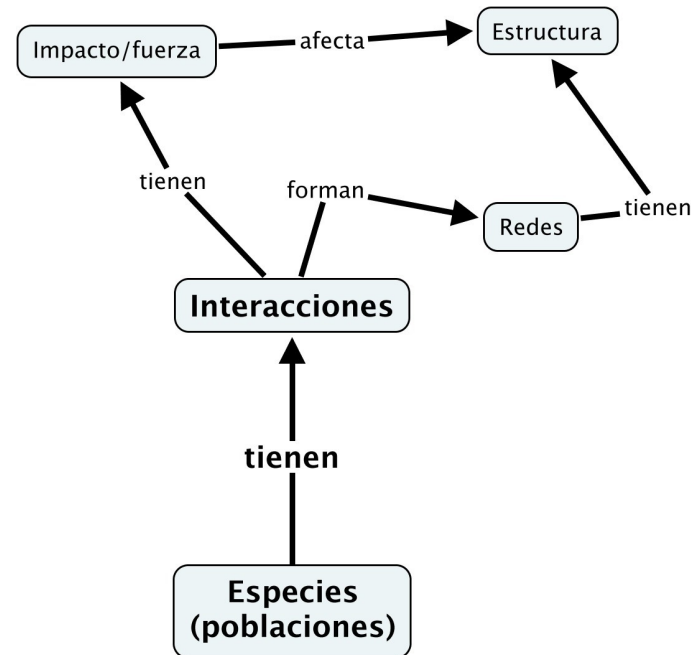 Impacto/fuerza
afecta
Estructura
tienen
forman
Redes
tienen
Interacciones
tienen
Especies
(poblaciones)